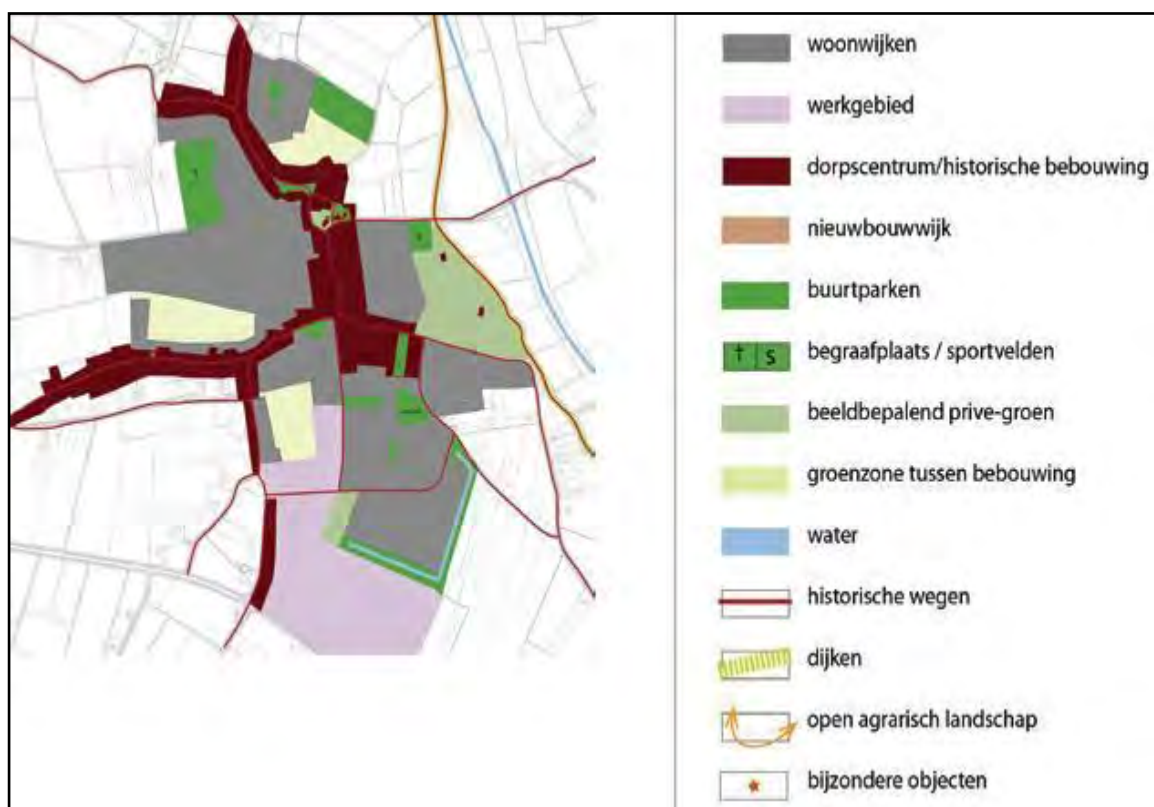 woonwijken
werkgebied
dorpscentrum/historische bebouwing
nieuwbouwwijk
buurtparken
† S begraafplaats / sportvelden
beeldbepalend prive-groen
groenzone tussen bebouwing
water
historische wegen
dijken
open agrarisch landschap
bijzondere objecten